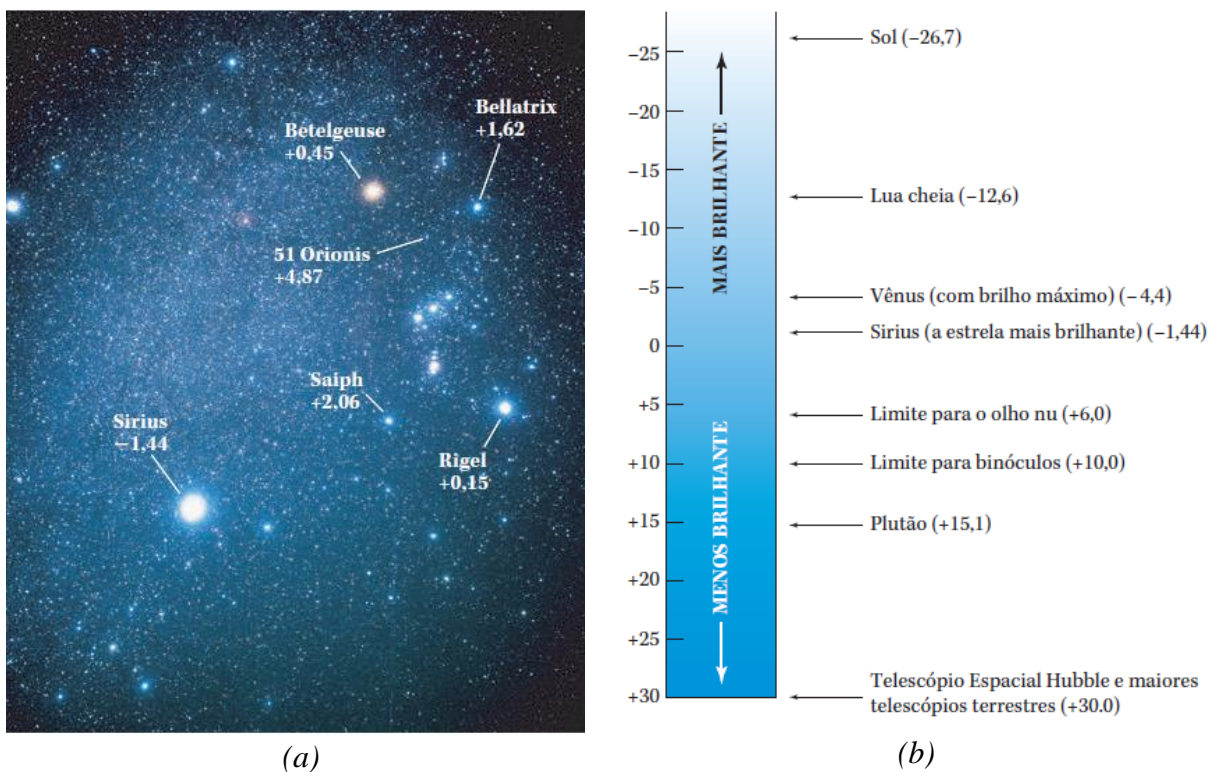 Bellatrix
+1,62
Betelgeuse
+0,45
51 Orionis
+4,87
Saiph
+2,06
Sirius
−1,44
Rigel
+0,15
(a)
−25
−20
−15
−10
−5
0
+5
+10
+15
+20
+25
+30
MAIS BRILHANTE
MENOS BRILHANTE
Sol (−26,7)
Lua cheia (−12,6)
Vênus (com brilho máximo) (− 4,4)
Sirius (a estrela mais brilhante) (−1,44)
Limite para o olho nu (+6,0)
Limite para binóculos (+10,0)
Plutão (+15,1)
Telescópio Espacial Hubble e maiores
telescópios terrestres (+30.0)
(b)